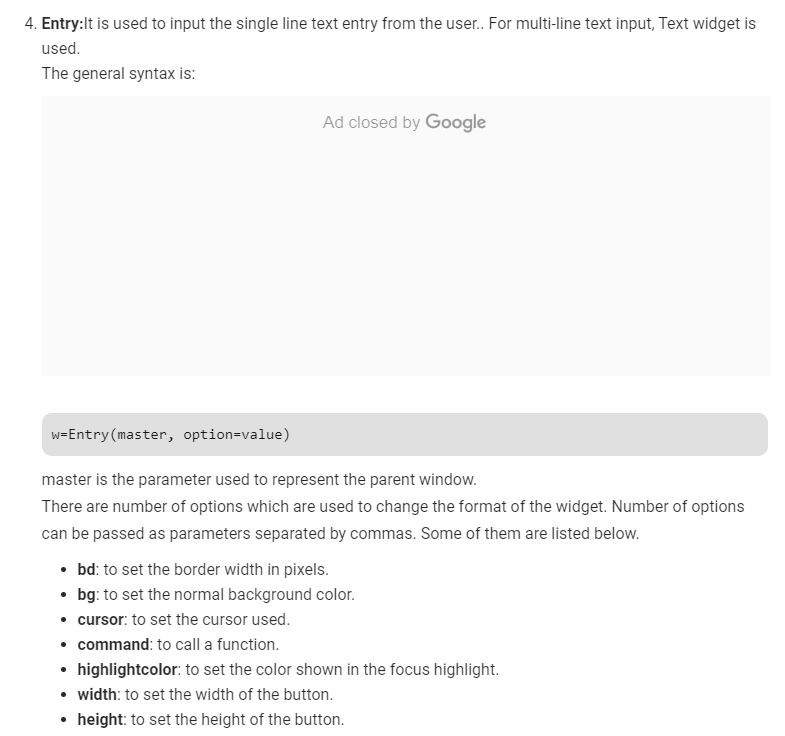 4. Entry:It is used to input the single line text entry from the user.. For multi-line text input, Text widget is
used.
The general syntax is:
Ad closed by Google
w=Entry(master, option=value)
master is the parameter used to represent the parent window.
There are number of options which are used to change the format of the widget. Number of options
can be passed as parameters separated by commas. Some of them are listed below.
• bd: to set the border width in pixels.
• bg: to set the normal background color.
• cursor: to set the cursor used.
• command: to call a function.
• highlightcolor: to set the color shown in the focus highlight.
• width: to set the width of the button.
• height: to set the height of the button.